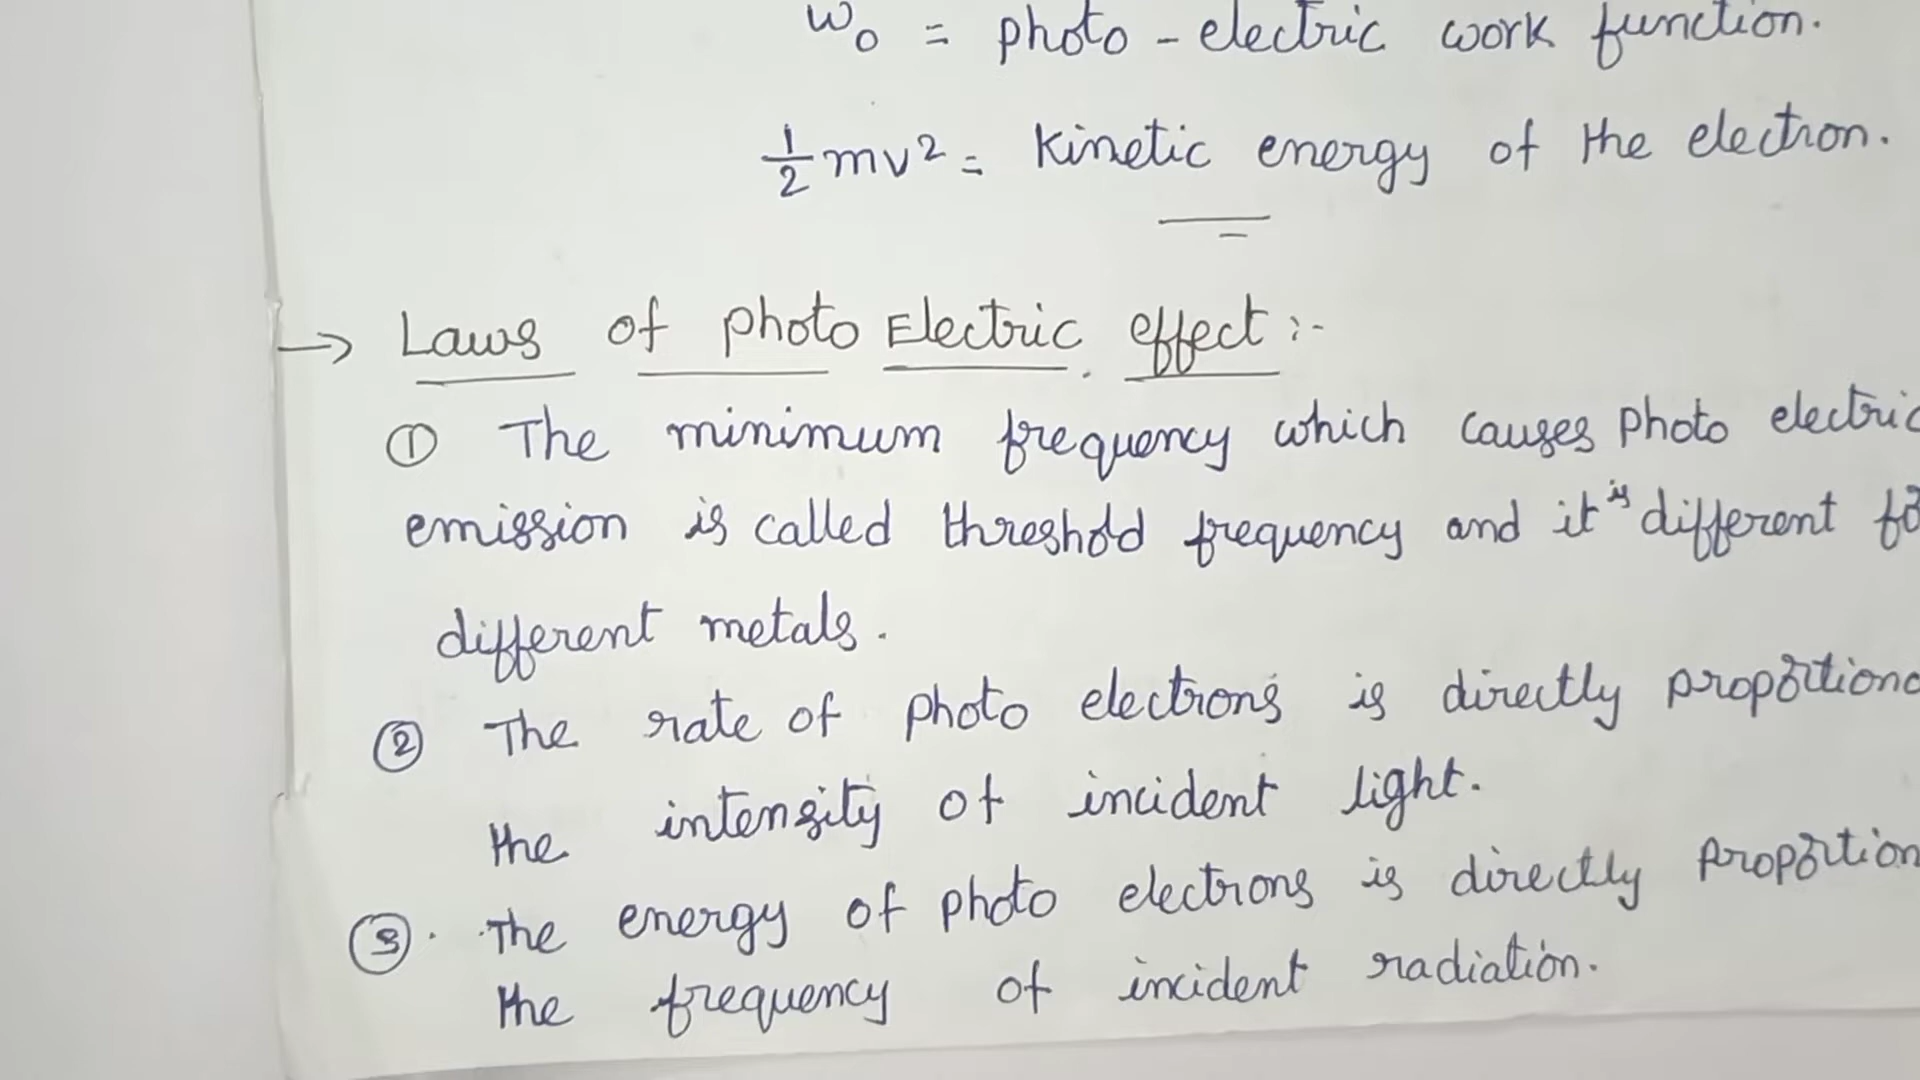 W₀ = photo - electric work function.
½mv² = Kinetic energy of the electron.
→ Laws of photo Electric effect :-
① The minimum frequency which causes photo electric
emission is called threshold frequency and it is different fo
different metals.
② The rate of photo electrons is directly proportiona
the intensity of incident light.
③. The energy of photo electrons is directly proportion
the frequency of incident radiation.